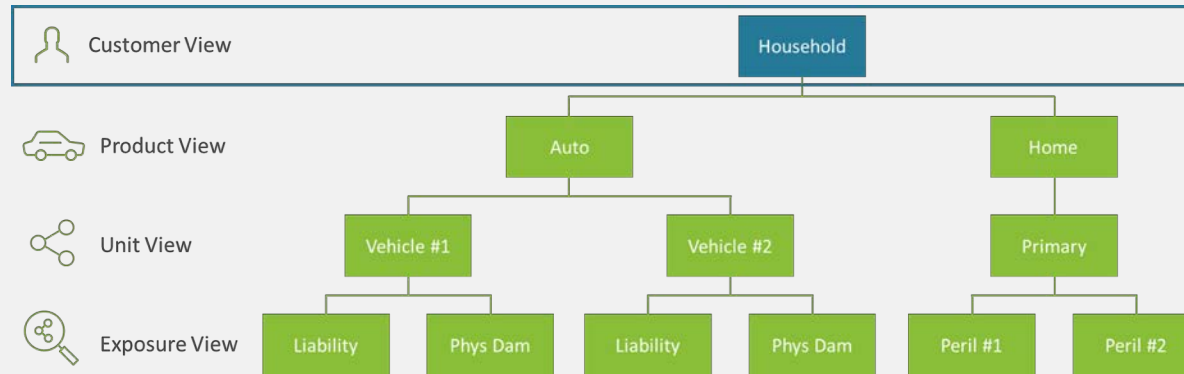 Customer View
Household
Product View
Auto
Home
Unit View
Vehicle #1
Vehicle #2
Primary
Exposure View
Liability
Phys Dam
Liability
Phys Dam
Peril #1
Peril #2